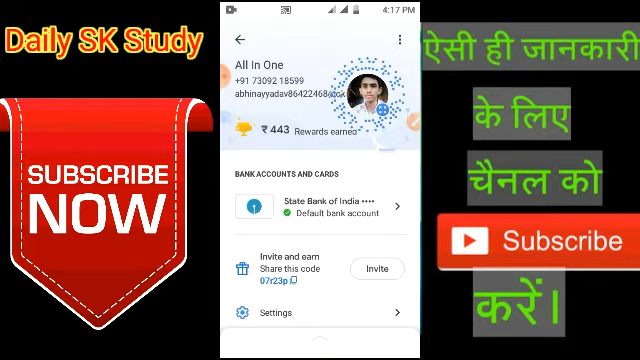 Daily SK Study
SUBSCRIBE
NOW
4:17 PM
All In One
+91 73092 18599
abhinayyadav86422468@ok
₹ 443 Rewards earned
BANK ACCOUNTS AND CARDS
State Bank of India ••••
Default bank account
Invite and earn
Share this code
07r23p
Invite
Settings
ऐसी ही जानकारी
के लिए
चैनल को
Subscribe
करें।